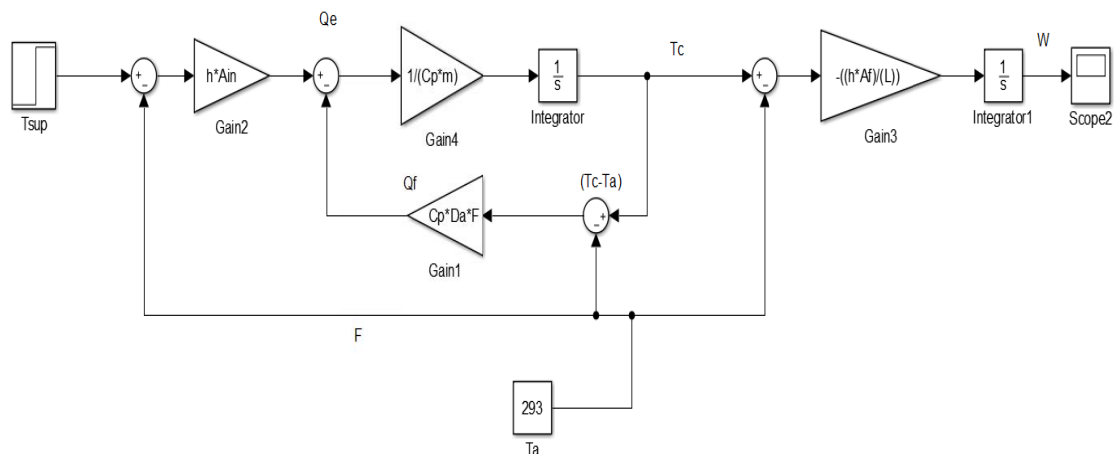 Qe
Tc
W
+
−
h*Ain
+
−
1/(Cp*m)
1
s
+
−
-((h*Af)/(L))
1
s
Tsup
Gain2
Gain4
Integrator
Gain3
Integrator1
Scope2
Qf
(Tc-Ta)
Cp*Da*F
+
−
Gain1
F
293
Ta